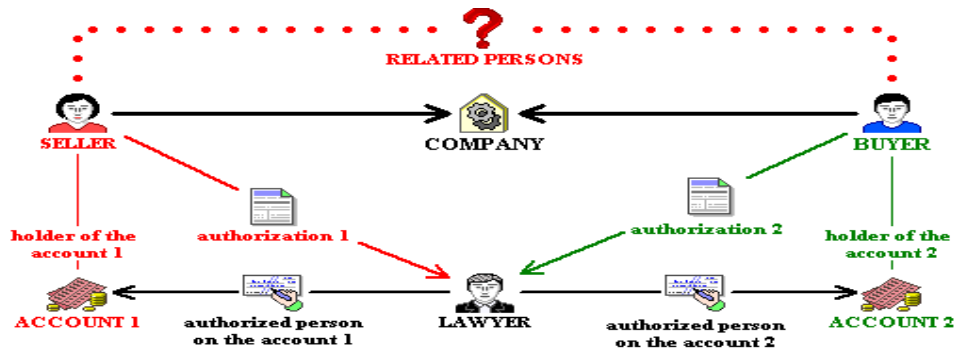 ?
RELATED PERSONS
SELLER
COMPANY
BUYER
holder of the
account
1
authorization 1
authorization 2
holder of the
account
2
ACCOUNT 1
authorized person
on the account 1
LAWYER
authorized person
on the account 2
ACCOUNT 2